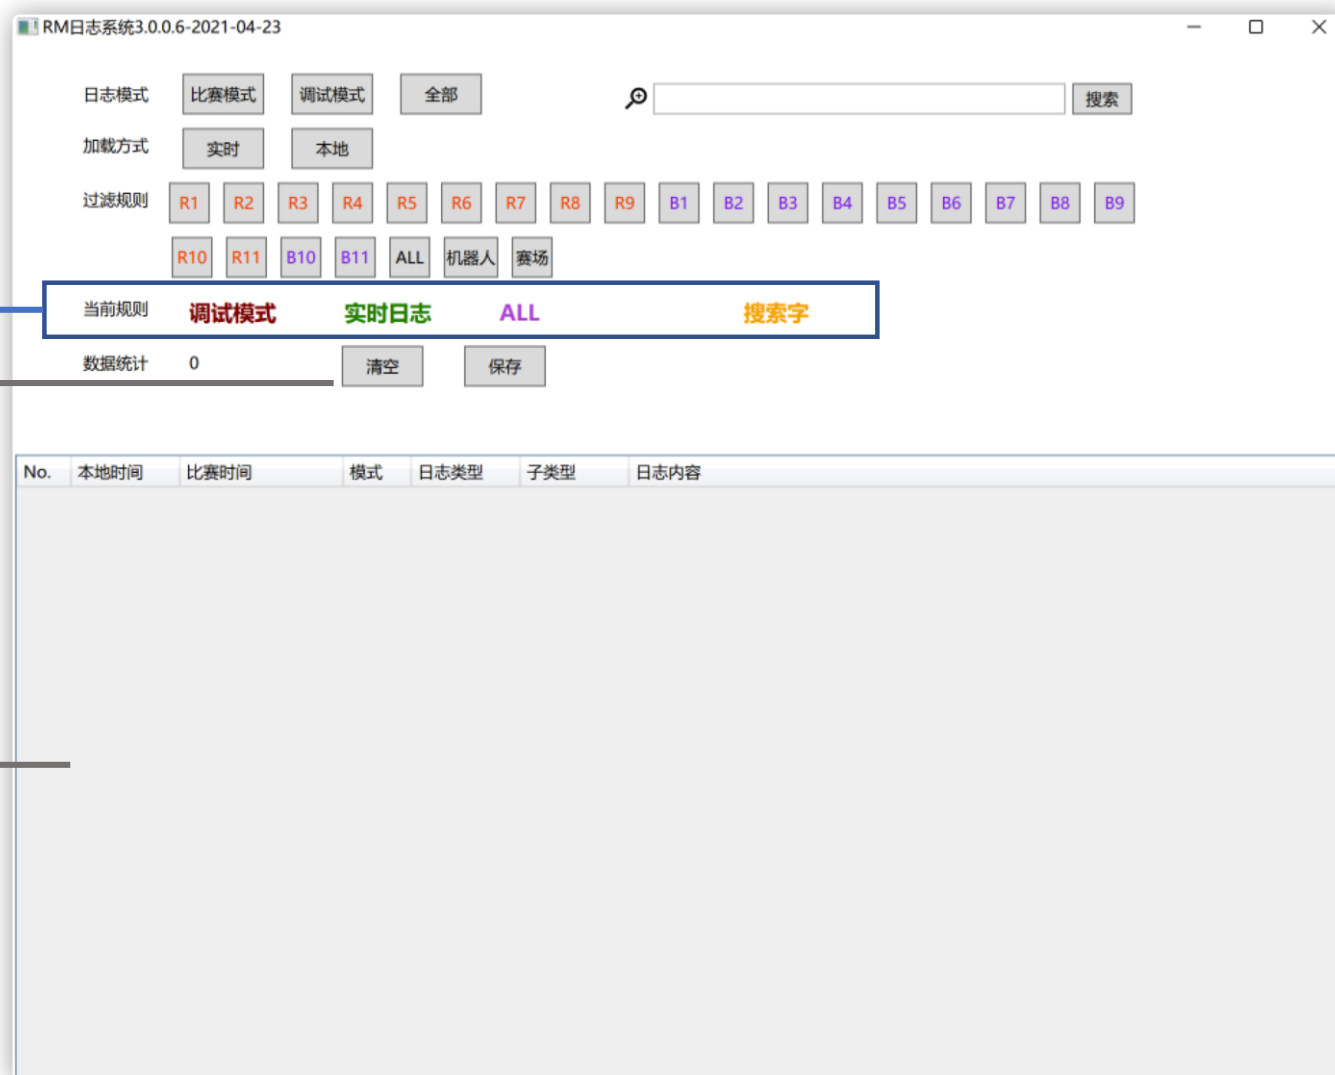 RM日志系统3.0.0.6-2021-04-23
日志模式 比赛模式 调试模式 全部 搜索
加载方式 实时 本地
过滤规则 R1 R2 R3 R4 R5 R6 R7 R8 R9 B1 B2 B3 B4 B5 B6 B7 B8 B9
R10 R11 B10 B11 ALL 机器人 赛场
当前规则 调试模式 实时日志 ALL 搜索字
数据统计 0 清空 保存
No. 本地时间 比赛时间 模式 日志类型 子类型 日志内容